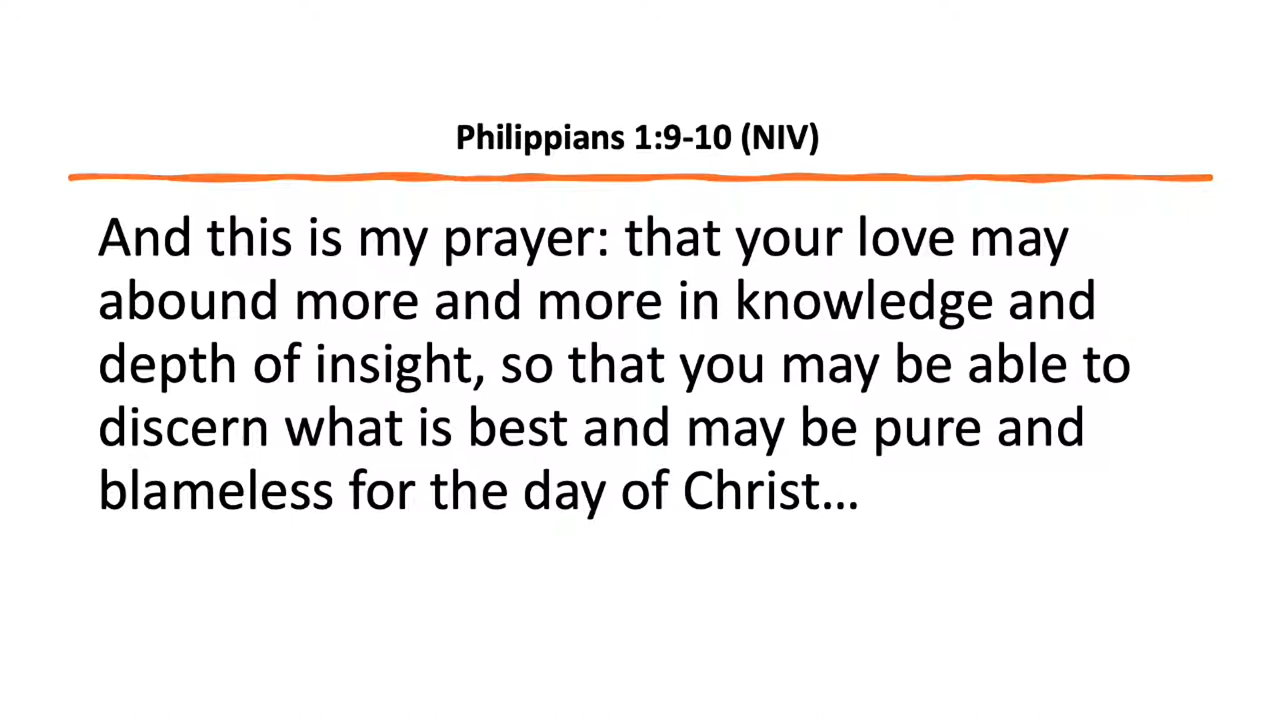 Philippians 1:9-10 (NIV)
And this is my prayer: that your love may
abound more and more in knowledge and
depth of insight, so that you may be able to
discern what is best and may be pure and
blameless for the day of Christ...